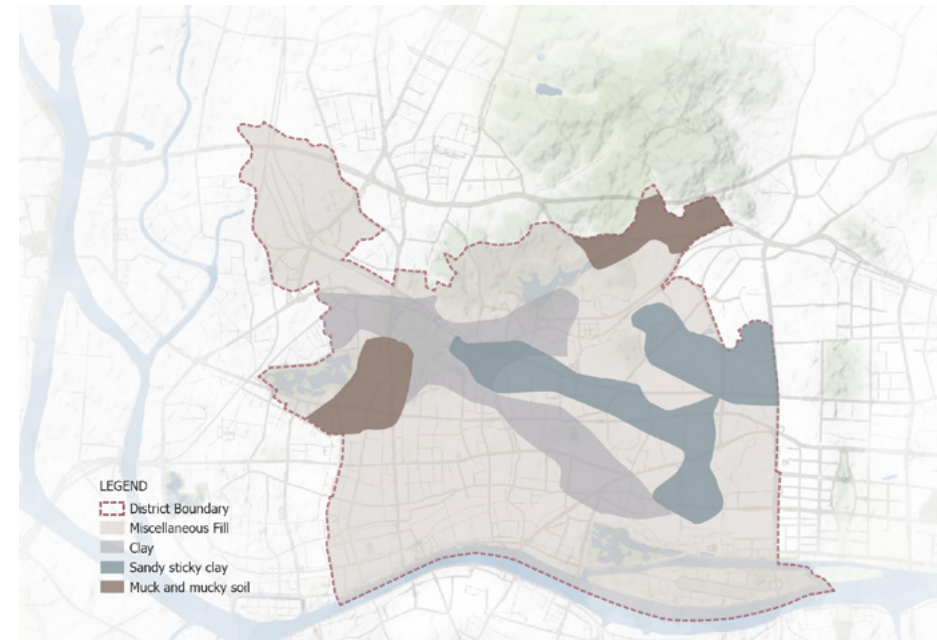 LEGEND
District Boundary
Miscellaneous Fill
Clay
Sandy sticky clay
Muck and mucky soil